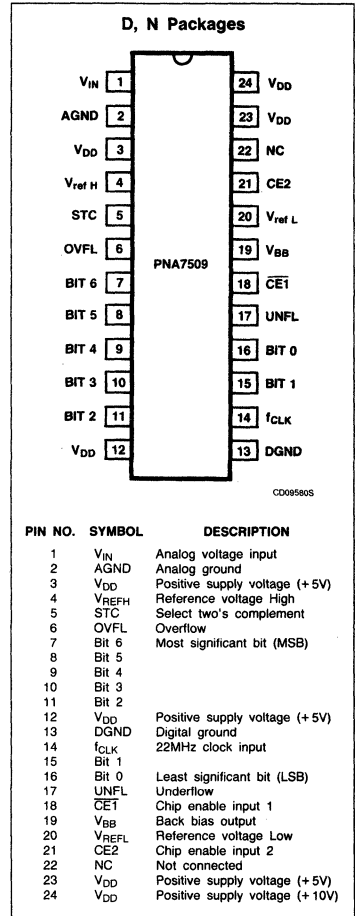 D, N Packages
VIN 1
AGND 2
VDD 3
Vref H 4
STC 5
OVFL 6
BIT 6 7
BIT 5 8
BIT 4 9
BIT 3 10
BIT 2 11
VDD 12
PNA7509
24 VDD
23 VDD
22 NC
21 CE2
20 Vref L
19 VBB
18 C̅E̅1̅
17 UNFL
16 BIT 0
15 BIT 1
14 fCLK
13 DGND
CD09580S
PIN NO. SYMBOL DESCRIPTION
1 VIN Analog voltage input
2 AGND Analog ground
3 VDD Positive supply voltage (+5V)
4 VREFH Reference voltage High
5 STC Select two's complement
6 OVFL Overflow
7 Bit 6 Most significant bit (MSB)
8 Bit 5
9 Bit 4
10 Bit 3
11 Bit 2
12 VDD Positive supply voltage (+5V)
13 DGND Digital ground
14 fCLK 22MHz clock input
15 Bit 1
16 Bit 0 Least significant bit (LSB)
17 UNFL Underflow
18 C̅E̅1̅ Chip enable input 1
19 VBB Back bias output
20 VREFL Reference voltage Low
21 CE2 Chip enable input 2
22 NC Not connected
23 VDD Positive supply voltage (+5V)
24 VDD Positive supply voltage (+10V)